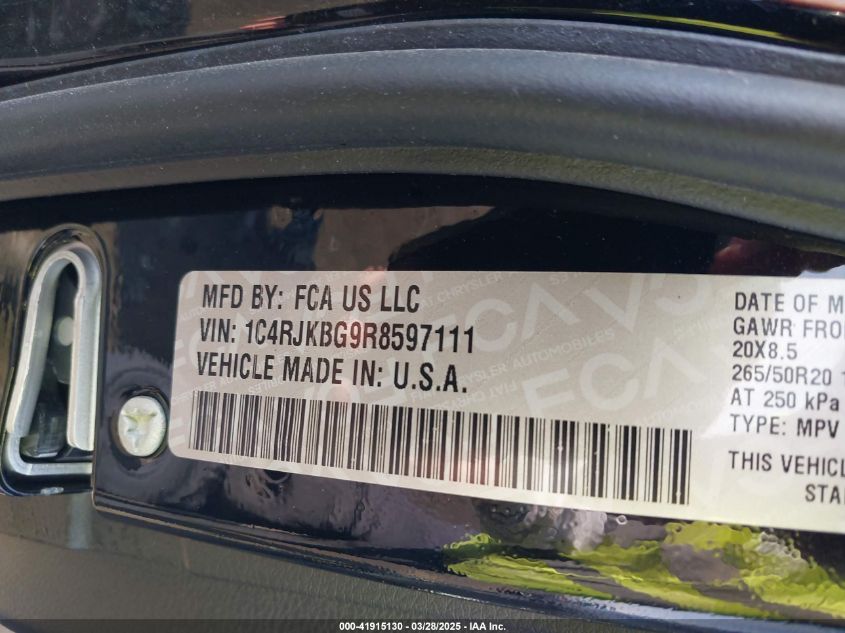 MFD BY: FCA US LLC
VIN: 1C4RJKBG9R8597111
VEHICLE MADE IN: U.S.A.
DATE OF M
GAWR FRO
20X8.5
265/50R20 1
AT 250 kPa
TYPE: MPV
THIS VEHICL
STA
000-41915130 — 03/28/2025 — IAA Inc.